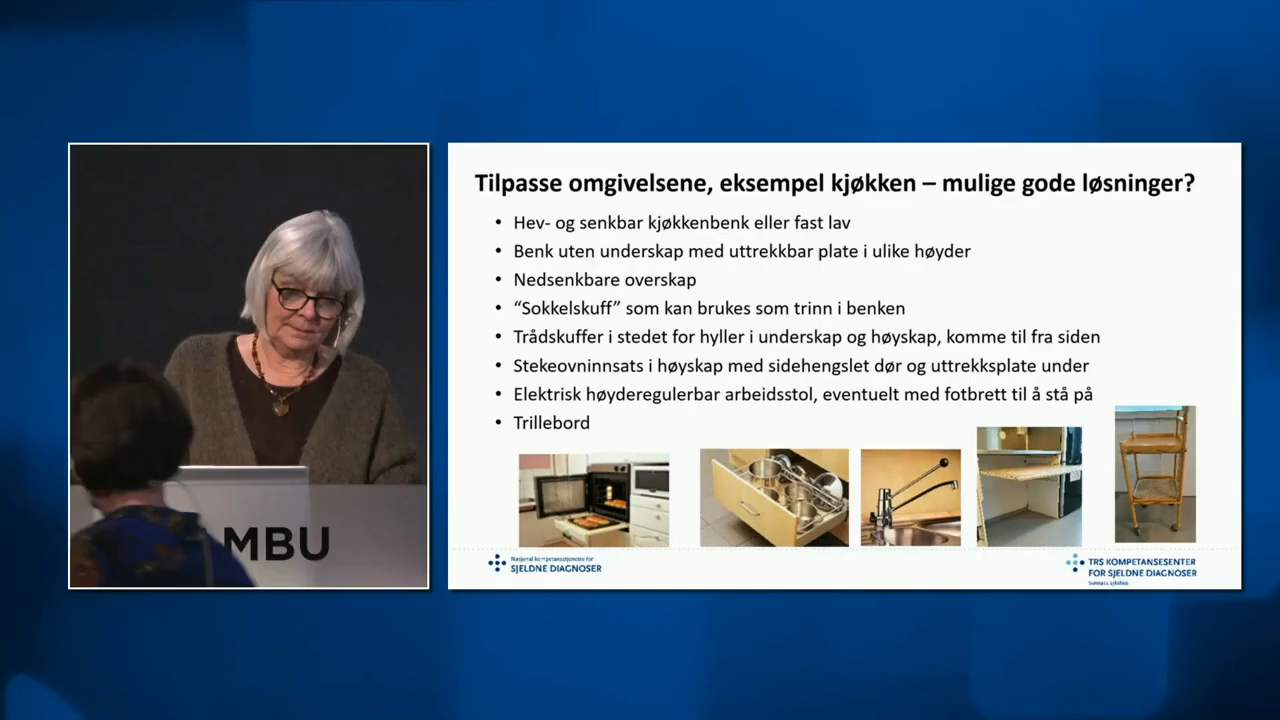 Tilpasse omgivelsene, eksempel kjøkken – mulige gode løsninger?
• Hev- og senkbar kjøkkenbenk eller fast lav
• Benk uten underskap med uttrekkbar plate i ulike høyder
• Nedsenkbare overskap
• “Sokkelskuff” som kan brukes som trinn i benken
• Trådskuffer i stedet for hyller i underskap og høyskap, komme til fra siden
• Stekeovninnsats i høyskap med sidehengslet dør og uttrekksplate under
• Elektrisk høyderegulerbar arbeidsstol, eventuelt med fotbrett til å stå på
• Trillebord
MBU
Nasjonal kompetansetjeneste for
SJELDNE DIAGNOSER
TRS KOMPETANSESENTER
FOR SJELDNE DIAGNOSER
Sunnaas sykehus